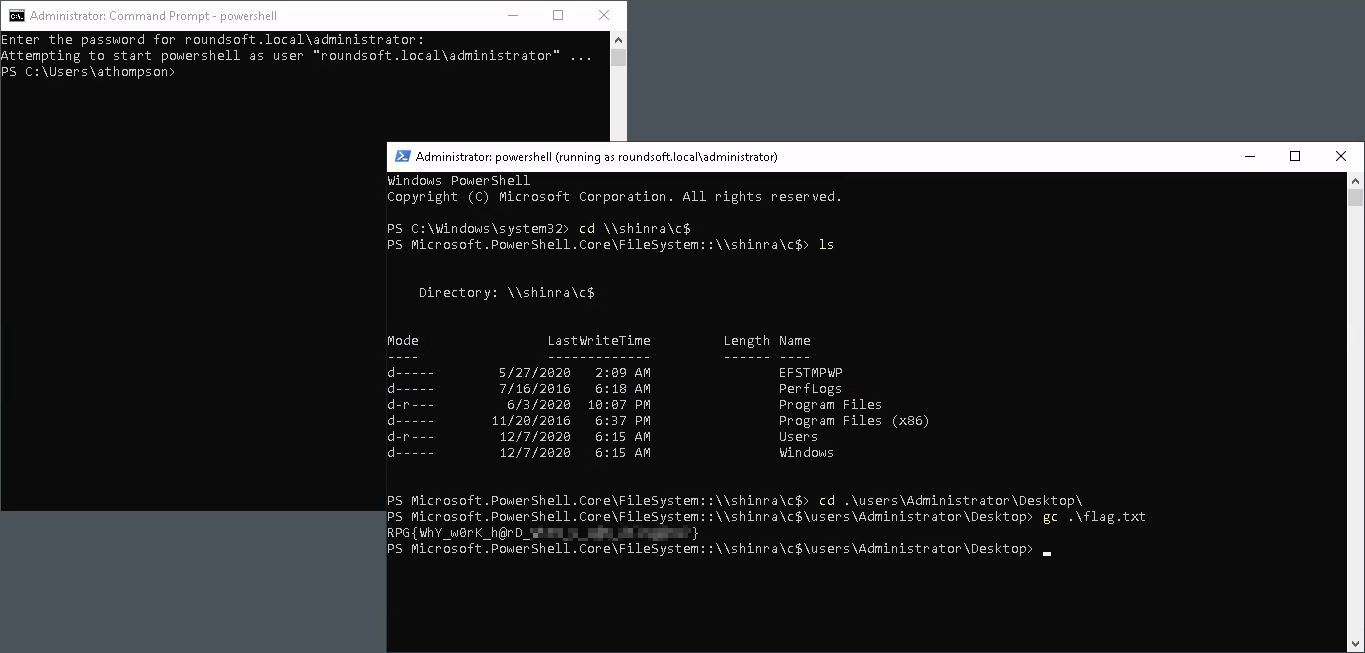 Administrator: Command Prompt - powershell
Enter the password for roundsoft.local\administrator:
Attempting to start powershell as user "roundsoft.local\administrator" ...
PS C:\Users\athompson>
Administrator: powershell (running as roundsoft.local\administrator)
Windows PowerShell
Copyright (C) Microsoft Corporation. All rights reserved.
PS C:\Windows\system32> cd \\shinra\c$
PS Microsoft.PowerShell.Core\FileSystem::\\shinra\c$> ls
Directory: \\shinra\c$
Mode LastWriteTime Length Name
---- ------------- ------ ----
d----- 5/27/2020 2:09 AM EFSTMPWP
d----- 7/16/2016 6:18 AM PerfLogs
d-r--- 6/3/2020 10:07 PM Program Files
d----- 11/20/2016 6:37 PM Program Files (x86)
d-r--- 12/7/2020 6:15 AM Users
d----- 12/7/2020 6:15 AM Windows
PS Microsoft.PowerShell.Core\FileSystem::\\shinra\c$> cd .\users\Administrator\Desktop\
PS Microsoft.PowerShell.Core\FileSystem::\\shinra\c$\users\Administrator\Desktop> gc .\flag.txt
RPG{WhY_w0rK_h@rD_ }
PS Microsoft.PowerShell.Core\FileSystem::\\shinra\c$\users\Administrator\Desktop>